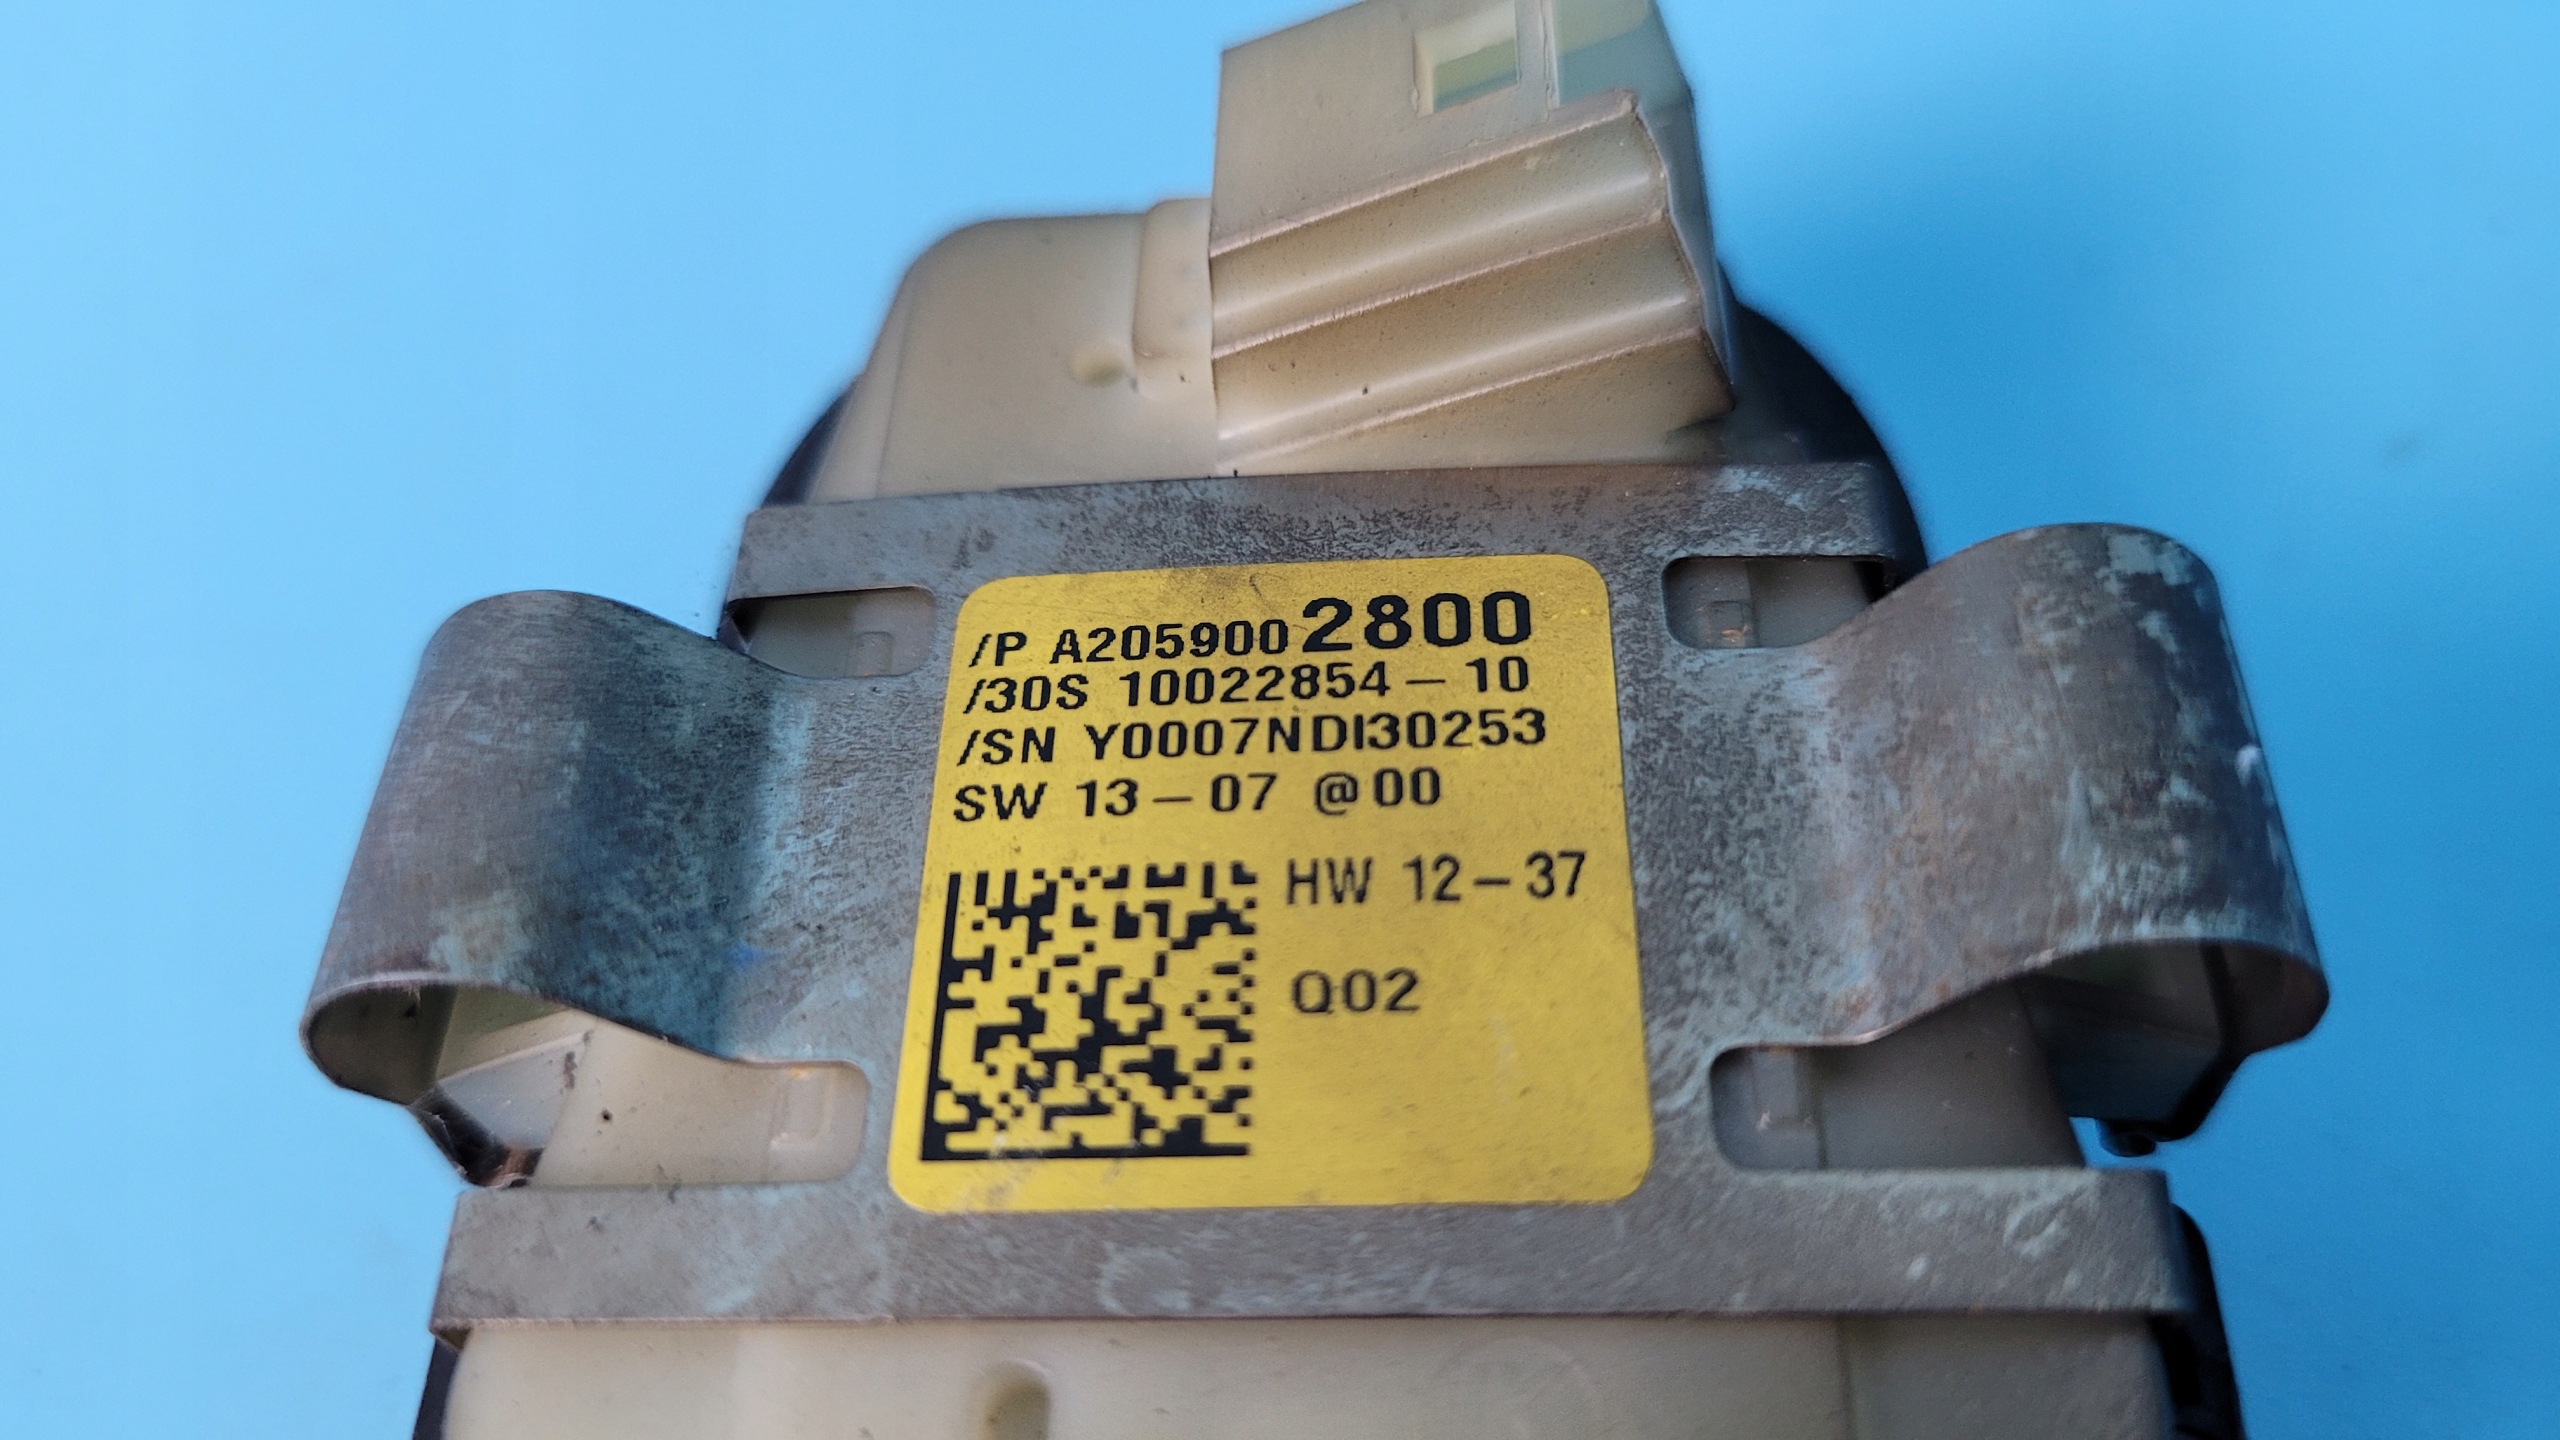 /P A2059002800
/30S 10022854-10
/SN Y0007NDI30253
SW 13-07 @00
HW 12-37
Q02